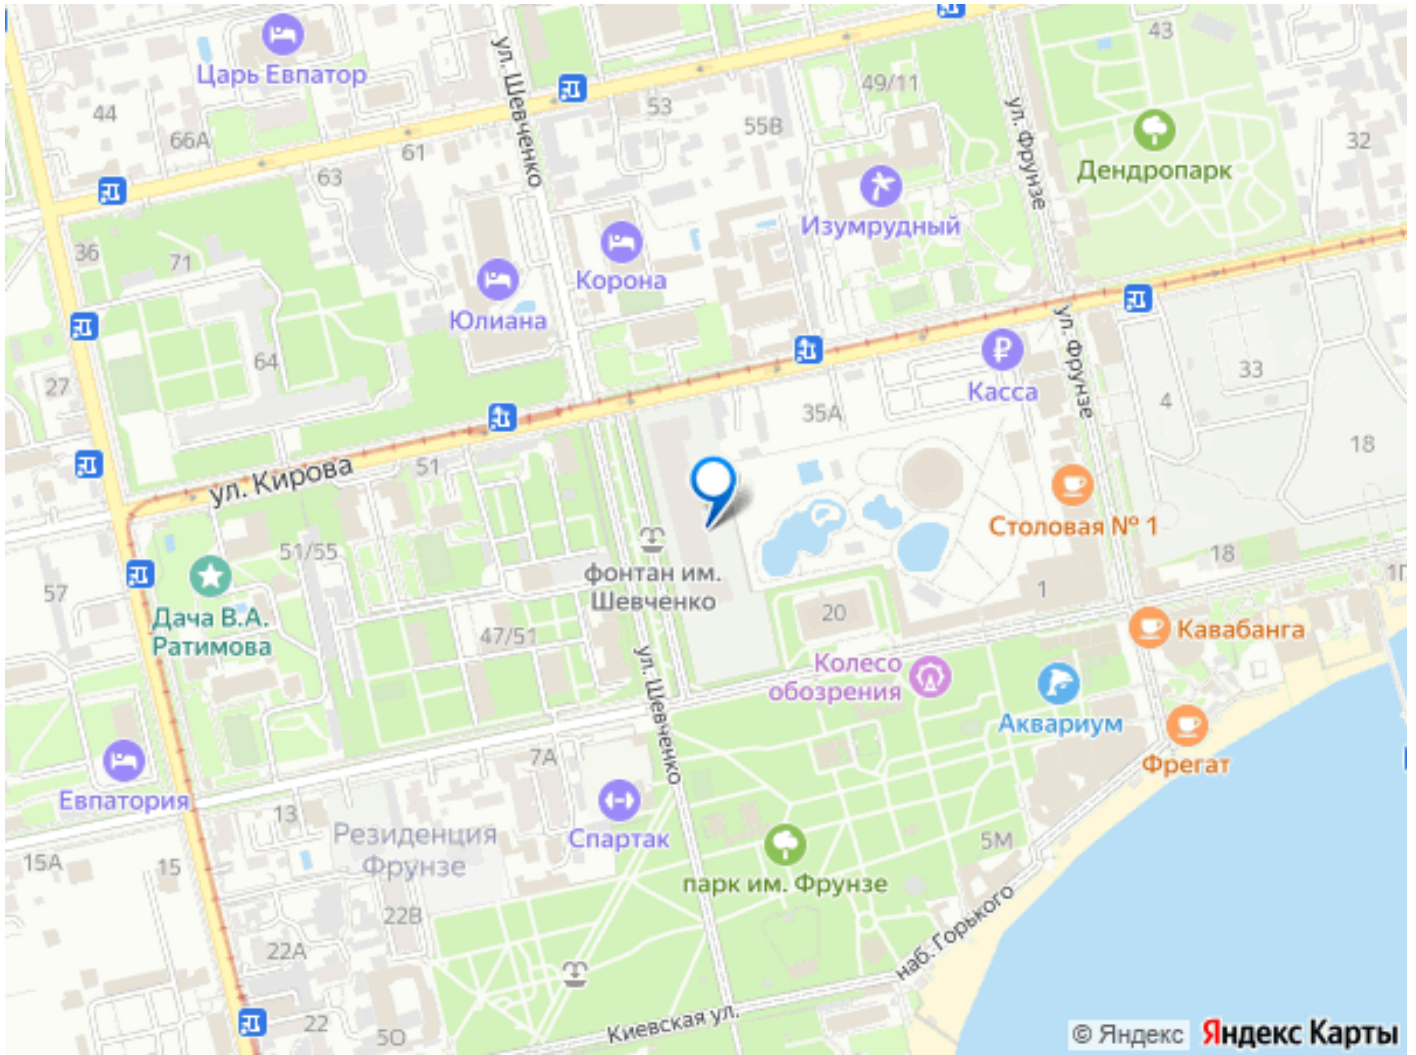 Царь Евпатор
ул. Шевченко
43
44
66А
61
53
55В
49/11
ул. Фрунзе
32
Дендропарк
63
Изумрудный
36
71
Корона
Юлиана
64
27
ул. Фрунзе
Касса
33
4
35А
18
51
ул. Кирова
Столовая № 1
51/55
фонтан им.
Шевченко
18
1
57
Дача В.А.
Ратимова
47/51
20
Кавабанга
Колесо
обозрения
ул. Шевченко
Аквариум
Фрегат
7А
Евпатория
13
Резиденция
Фрунзе
Спартак
5М
15А
15
парк им. Фрунзе
22В
22А
наб. Горького
22
50
Киевская ул.
© Яндекс Яндекс Карты